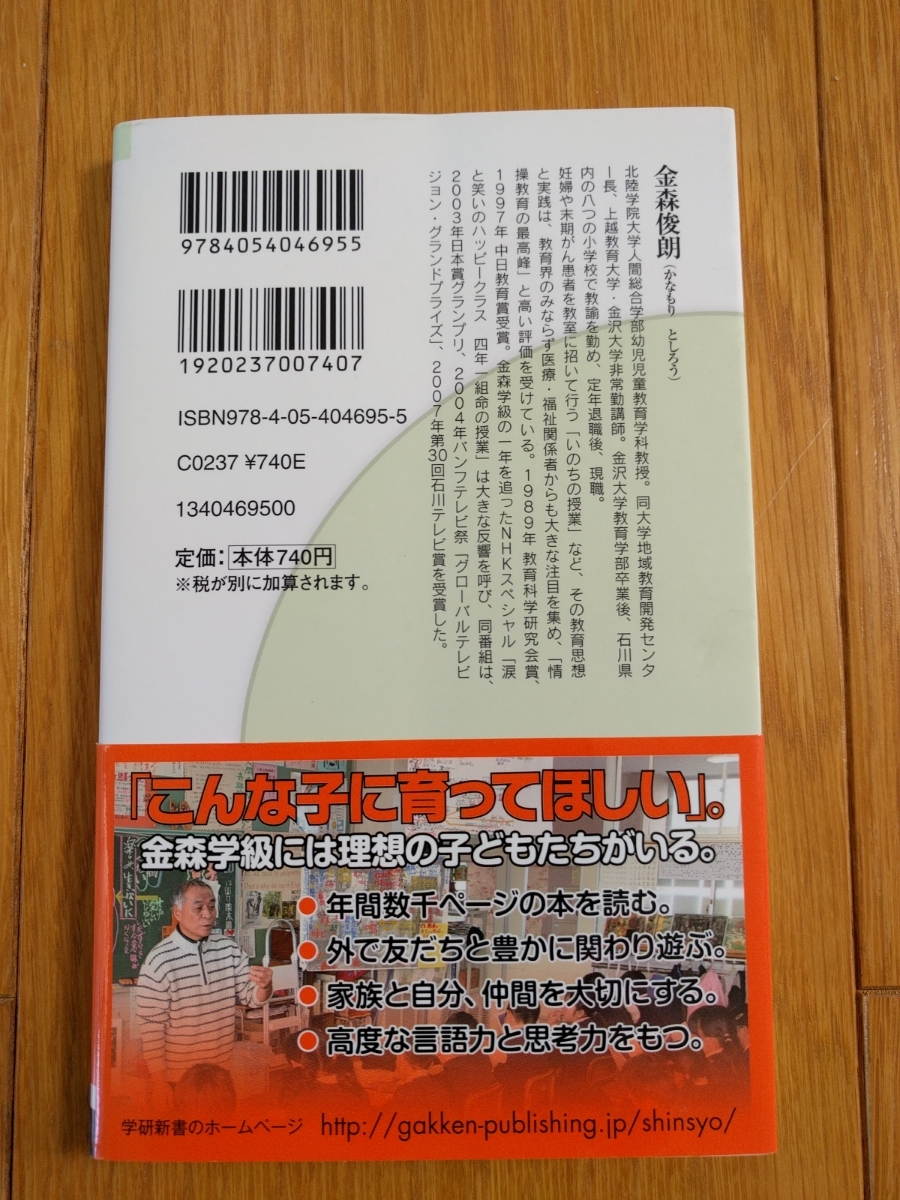 金森俊朗(かなもり としろう)
北陸学院大学人間総合学部幼児児童教育学科教授。同大学地域教育開発センタ
ー長、上越教育大学・金沢大学非常勤講師。金沢大学教育学部卒業後、石川県
内の八つの小学校で教諭を勤め、定年退職後、現職。
妊婦や末期がん患者を教室に招いて行う「いのちの授業」など、その教育思想
と実践は、教育界のみならず医療・福祉関係者からも大きな注目を集め、「情
操教育の最高峰」と高い評価を受けている。1989年 教育科学研究会賞、
1997年 中日教育賞受賞。金森学級の一年を追ったNHKスペシャル「涙
と笑いのハッピークラス 四年一組命の授業」は大きな反響を呼び、同番組は、
2003年日本賞グランプリ、2004年バンフテレビ祭「グローバルテレビ
ジョン・グランドプライズ」、2007年第30回石川テレビ賞を受賞した。
9784054046955
1920237007407
ISBN978-4-05-404695-5
C0237 ¥740E
1340469500
定価:本体740円
※税が別に加算されます。
「こんな子に育ってほしい」。
金森学級には理想の子どもたちがいる。
● 年間数千ページの本を読む。
● 外で友だちと豊かに関わり遊ぶ。
● 家族と自分、仲間を大切にする。
● 高度な言語力と思考力をもつ。
学研新書のホームページ http://gakken-publishing.jp/shinsyo/